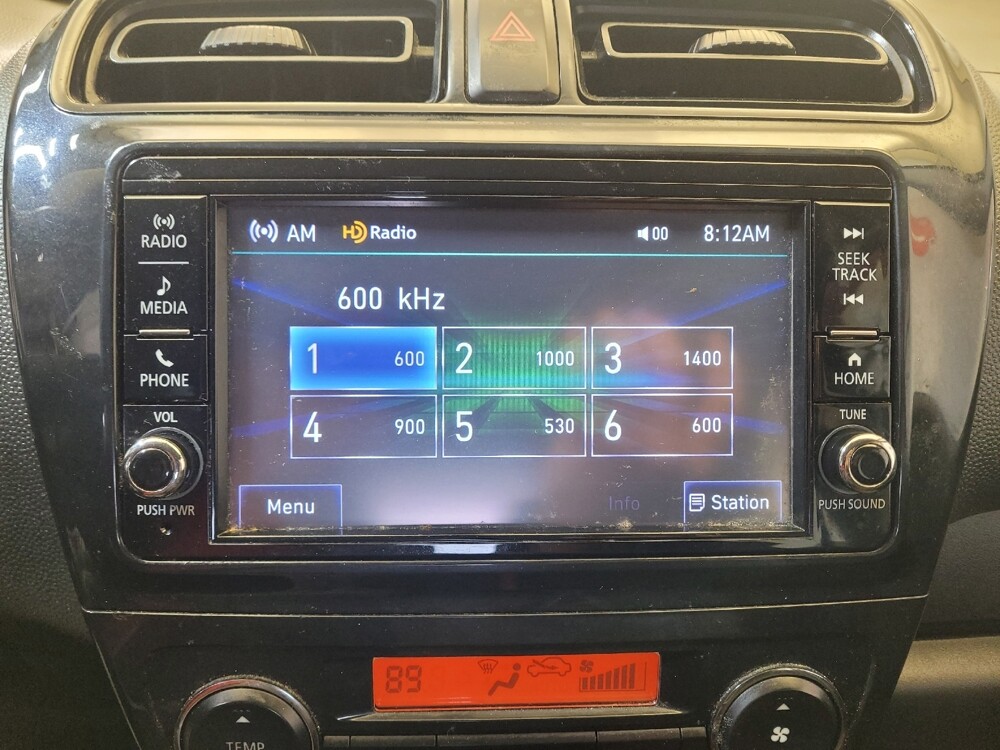 RADIO
MEDIA
PHONE
VOL
PUSH PWR
AM HD Radio 00 8:12AM
600 kHz
1 600
2 1000
3 1400
4 900
5 530
6 600
Menu
Info
Station
SEEK
TRACK
HOME
TUNE
PUSH SOUND
89
TEMP